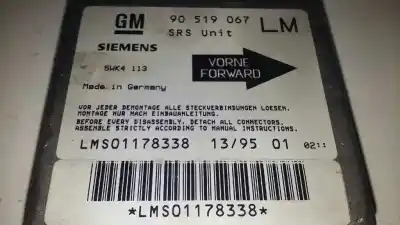 GM 90 519 067 LM
SRS Unit
SIEMENS
5WK4 113
VORNE
FORWARD
Made in Germany
VOR JEDER DEMONTAGE ALLE STECKVERBINDUNGEN LOESEN.
MONTAGE NUR MACH EINBAUANLEITUNG.
BEFORE EVERY DISASSEMBLY, DETACH ALL CONNECTORS.
ASSEMBLE STRICTLY ACCORDING TO MANUAL INSTRUCTIONS.
LMS01178338 13/95 01
*LMS01178338*